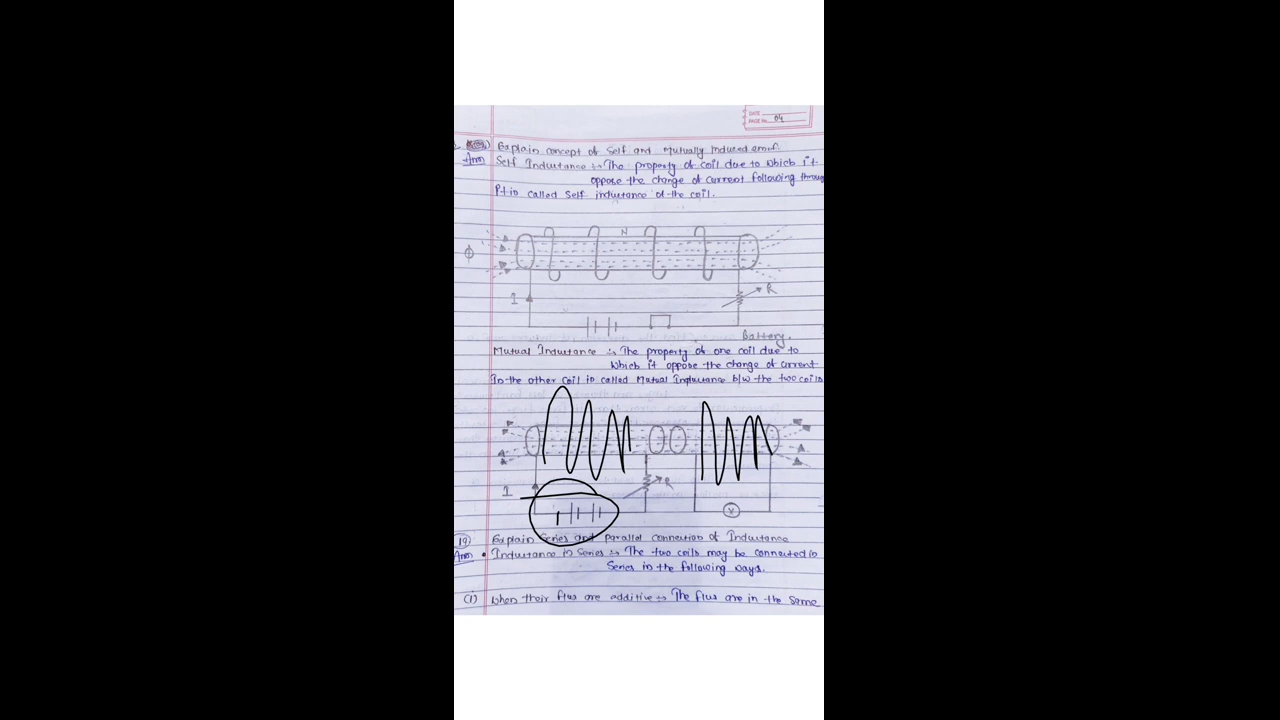 DATE
PAGE No. 04
Explain concept of Self and Mutually Induced emf.
Ans Self Inductance :- The property of coil due to which it
oppose the change of current following through
it is called Self inductance of the coil.
N
ϕ
I
R
Battery.
Mutual Inductance :- The property of one coil due to
which it oppose the change of current
In the other coil is called Mutual Inductance b/w the two coils
I
R
V
19) Explain Series and parallel connection of Inductance
Ans • Inductance in Series :- The two coils may be connected in
Series in the following ways.
(i) When their flux are additive :- The flux are in the same